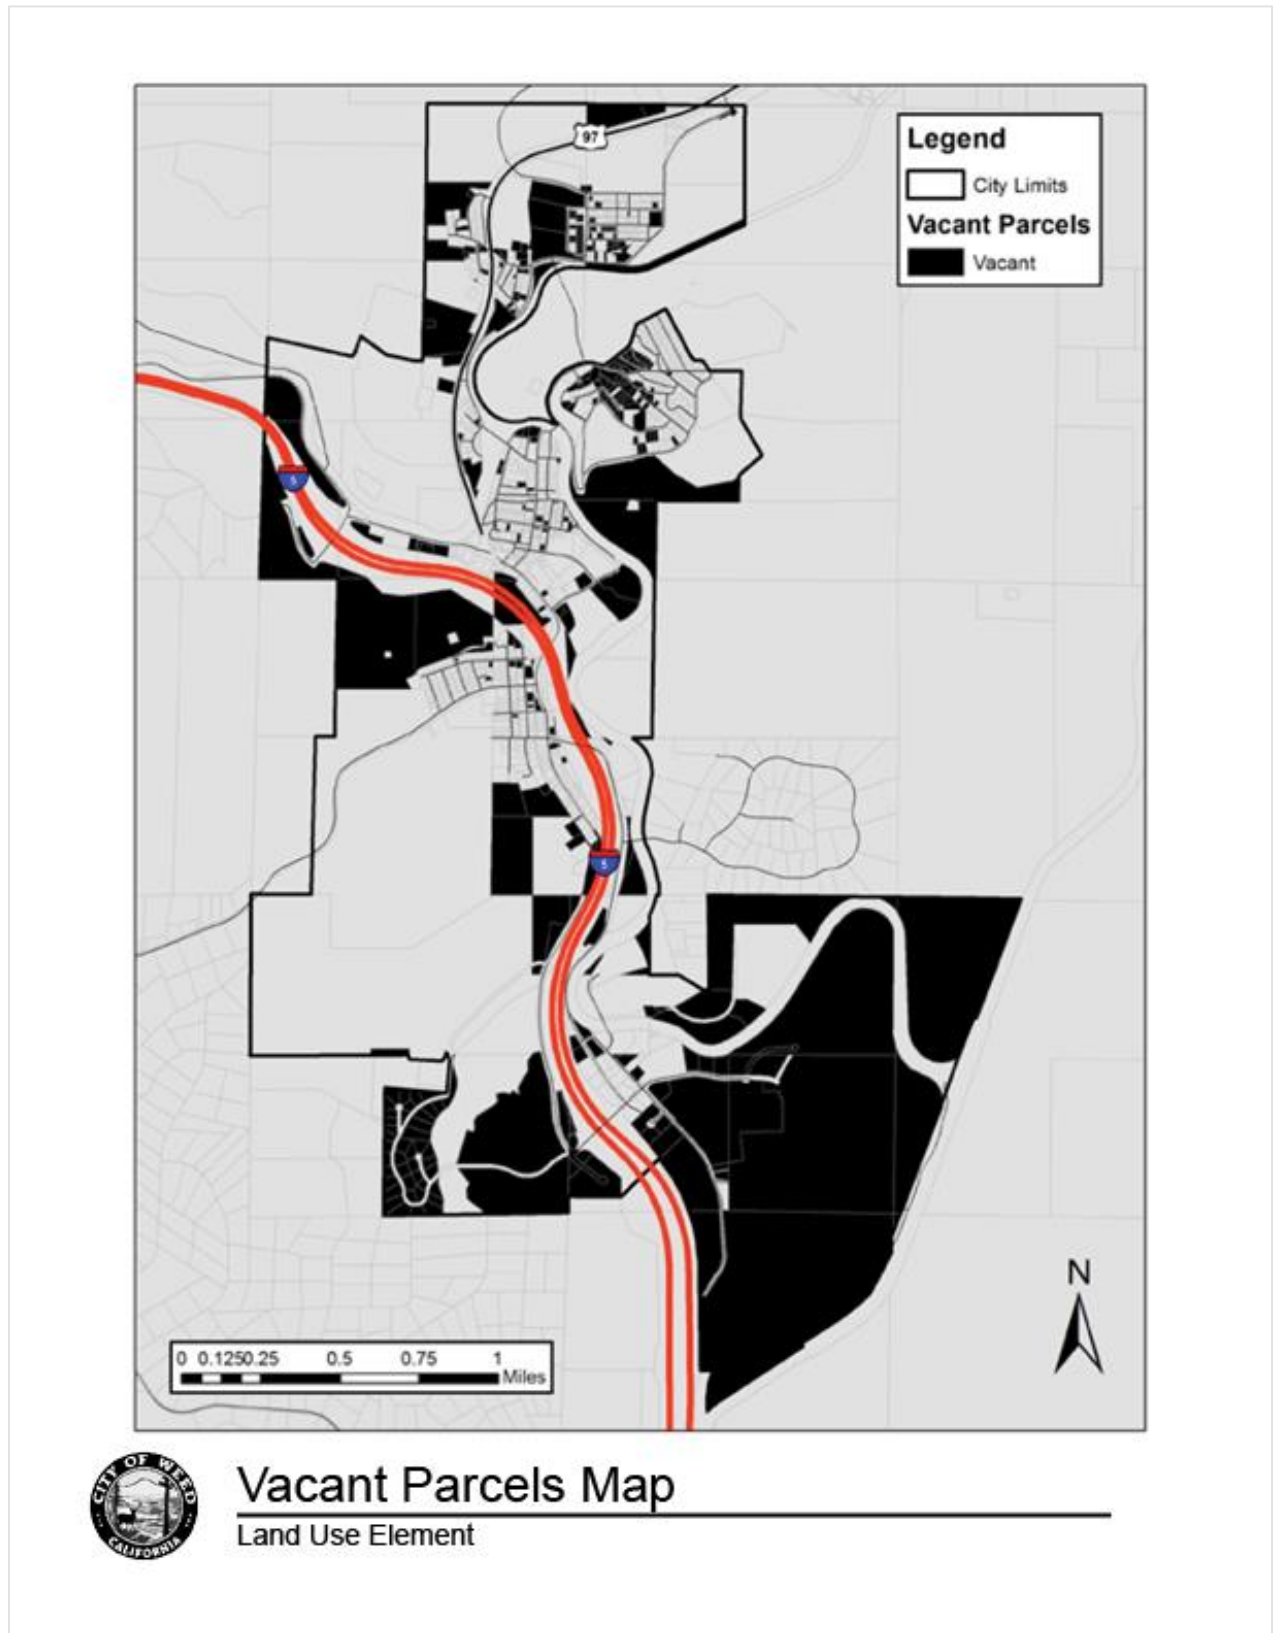 97
Legend
City Limits
Vacant Parcels
Vacant
5
5
N
0 0.1250.25 0.5 0.75 1
Miles
CITY OF WEED
CALIFORNIA
Vacant Parcels Map
Land Use Element